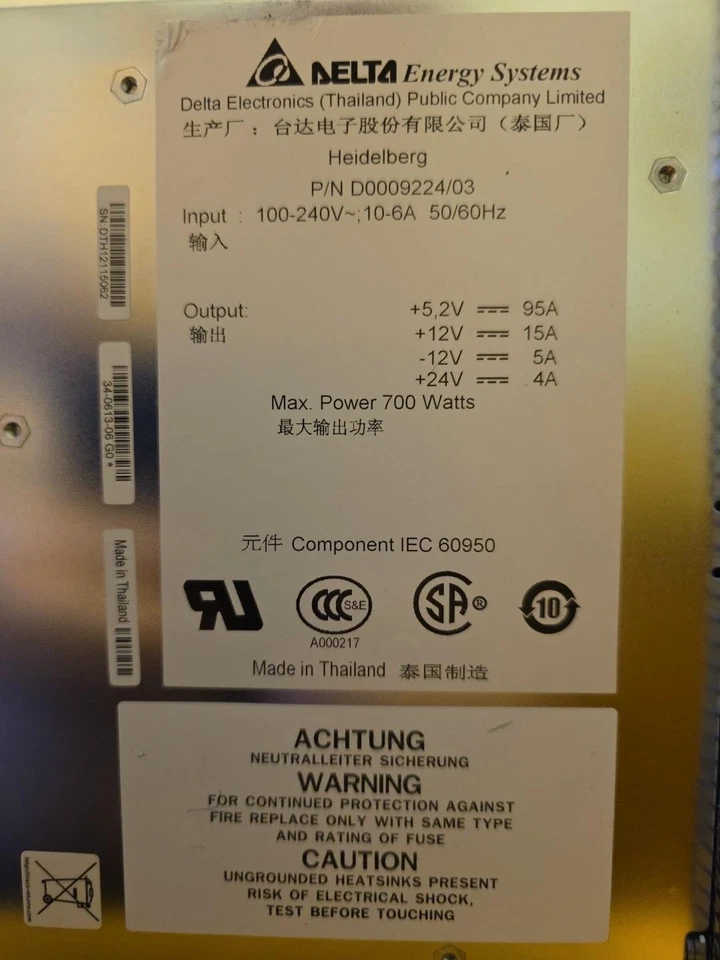 DELTA Energy Systems
Delta Electronics (Thailand) Public Company Limited
生产厂：台达电子股份有限公司（泰国厂）
Heidelberg
P/N D0009224/03
Input : 100-240V~;10-6A 50/60Hz
输入
Output: +5,2V 95A
输出 +12V 15A
-12V 5A
+24V 4A
Max. Power 700 Watts
最大输出功率
元件 Component IEC 60950
RU CCC S&E SA® 10
A000217
Made in Thailand 泰国制造
SN: DTH12115062
34-0613-06 G0 *
Made in Thailand
ACHTUNG
NEUTRALLEITER SICHERUNG
WARNING
FOR CONTINUED PROTECTION AGAINST
FIRE REPLACE ONLY WITH SAME TYPE
AND RATING OF FUSE
CAUTION
UNGROUNDED HEATSINKS PRESENT
RISK OF ELECTRICAL SHOCK,
TEST BEFORE TOUCHING